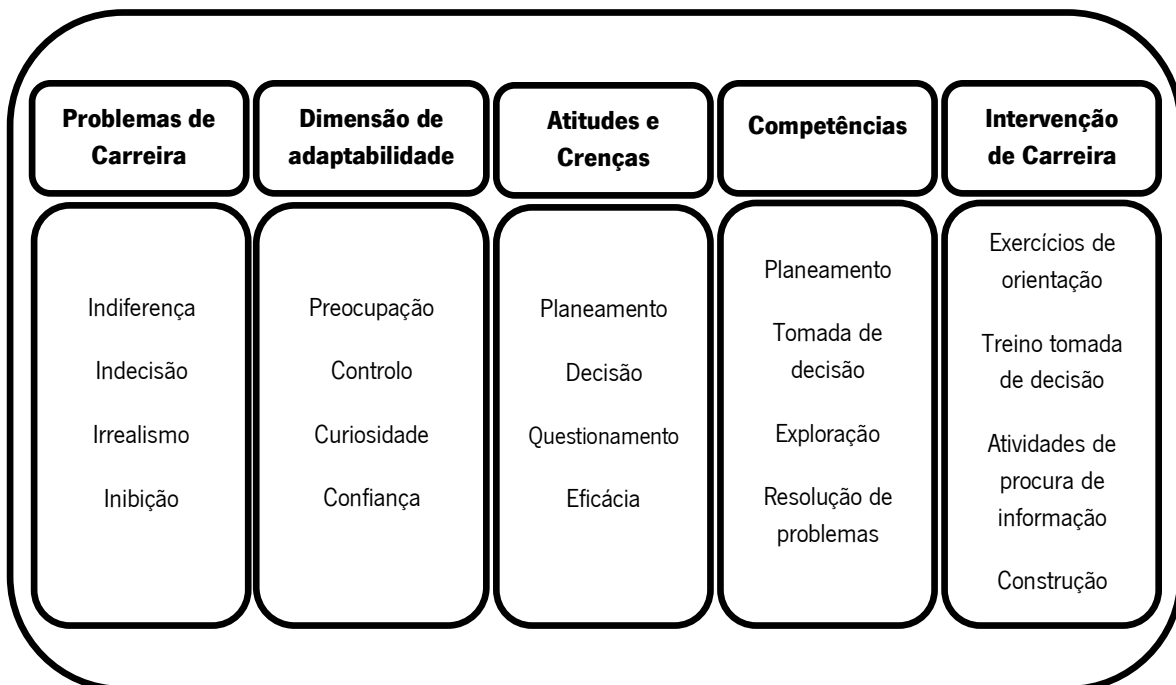 Problemas de
Carreira
Dimensão de
adaptabilidade
Atitudes e
Crenças
Competências
Intervenção
de Carreira
Indiferença
Indecisão
Irrealismo
Inibição
Preocupação
Controlo
Curiosidade
Confiança
Planeamento
Decisão
Questionamento
Eficácia
Planeamento
Tomada de
decisão
Exploração
Resolução de
problemas
Exercícios de
orientação
Treino tomada
de decisão
Atividades de
procura de
informação
Construção